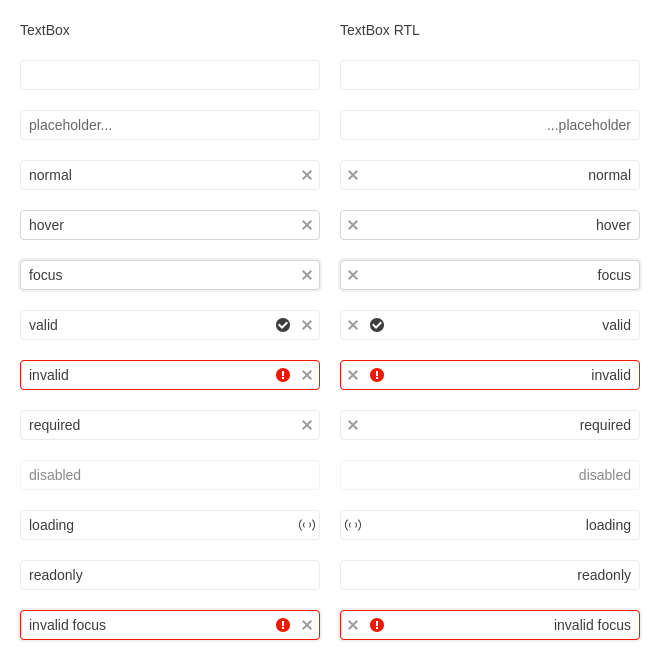 TextBox
TextBox RTL
placeholder...
...placeholder
normal
normal
hover
hover
focus
focus
valid
valid
invalid
invalid
required
required
disabled
disabled
loading
loading
readonly
readonly
invalid focus
invalid focus